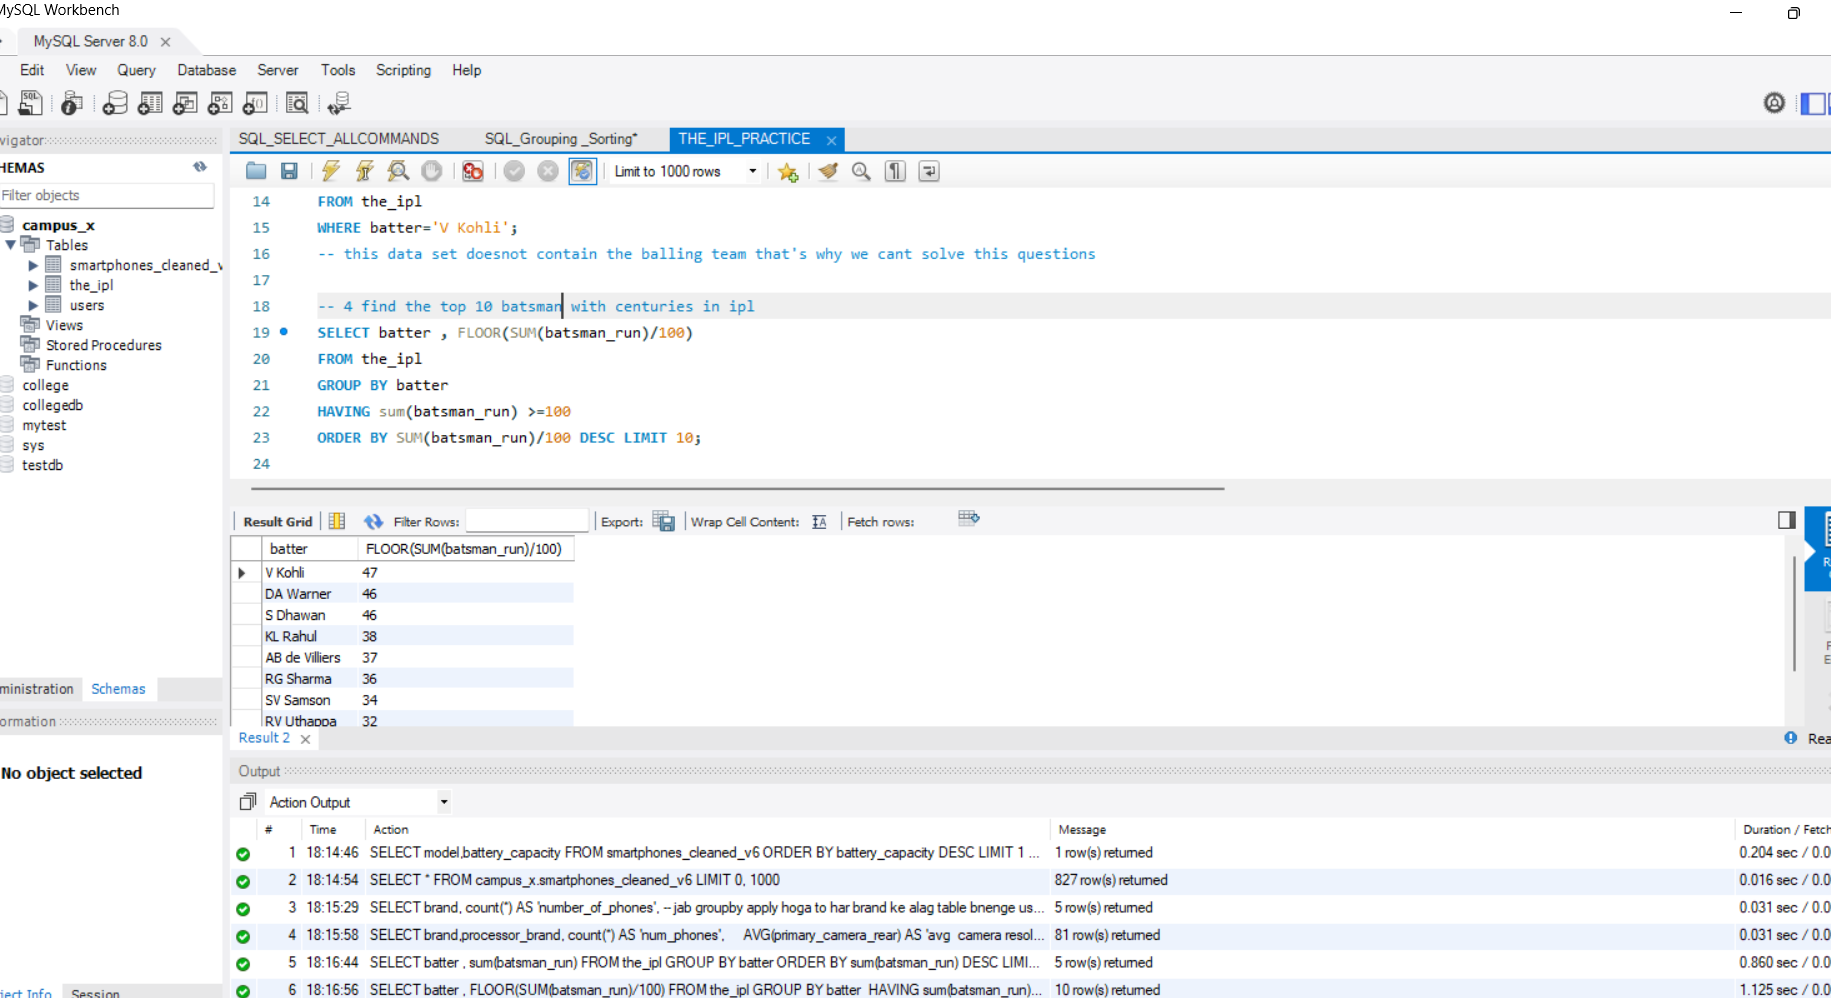 MySQL Workbench
MySQL Server 8.0
Edit View Query Database Server Tools Scripting Help
SQL
vigator
SQL_SELECT_ALLCOMMANDS SQL_Grouping _Sorting* THE_IPL_PRACTICE
HEMAS
Limit to 1000 rows
Filter objects
campus_x
Tables
smartphones_cleaned_v
the_ipl
users
Views
Stored Procedures
Functions
college
collegedb
mytest
sys
testdb
14 FROM the_ipl
15 WHERE batter='V Kohli';
16 -- this data set doesnot contain the balling team that's why we cant solve this questions
17
18 -- 4 find the top 10 batsman with centuries in ipl
19 SELECT batter , FLOOR(SUM(batsman_run)/100)
20 FROM the_ipl
21 GROUP BY batter
22 HAVING sum(batsman_run) >=100
23 ORDER BY SUM(batsman_run)/100 DESC LIMIT 10;
24
Result Grid Filter Rows: Export: Wrap Cell Content: Fetch rows:
batter FLOOR(SUM(batsman_run)/100)
V Kohli 47
DA Warner 46
S Dhawan 46
KL Rahul 38
AB de Villiers 37
RG Sharma 36
SV Samson 34
RV Uthappa 32
ministration Schemas
ormation
No object selected
ject Info Session
Result 2
Rea
Output
Action Output
# Time Action Message Duration / Fetch
1 18:14:46 SELECT model,battery_capacity FROM smartphones_cleaned_v6 ORDER BY battery_capacity DESC LIMIT 1 ... 1 row(s) returned 0.204 sec / 0.0
2 18:14:54 SELECT * FROM campus_x.smartphones_cleaned_v6 LIMIT 0, 1000 827 row(s) returned 0.016 sec / 0.0
3 18:15:29 SELECT brand, count(*) AS 'number_of_phones', -- jab groupby apply hoga to har brand ke alag table bnenge us... 5 row(s) returned 0.031 sec / 0.0
4 18:15:58 SELECT brand,processor_brand, count(*) AS 'num_phones', AVG(primary_camera_rear) AS 'avg camera resol... 81 row(s) returned 0.031 sec / 0.0
5 18:16:44 SELECT batter , sum(batsman_run) FROM the_ipl GROUP BY batter ORDER BY sum(batsman_run) DESC LIMI... 5 row(s) returned 0.860 sec / 0.0
6 18:16:56 SELECT batter , FLOOR(SUM(batsman_run)/100) FROM the_ipl GROUP BY batter HAVING sum(batsman_run)... 10 row(s) returned 1.125 sec / 0.0